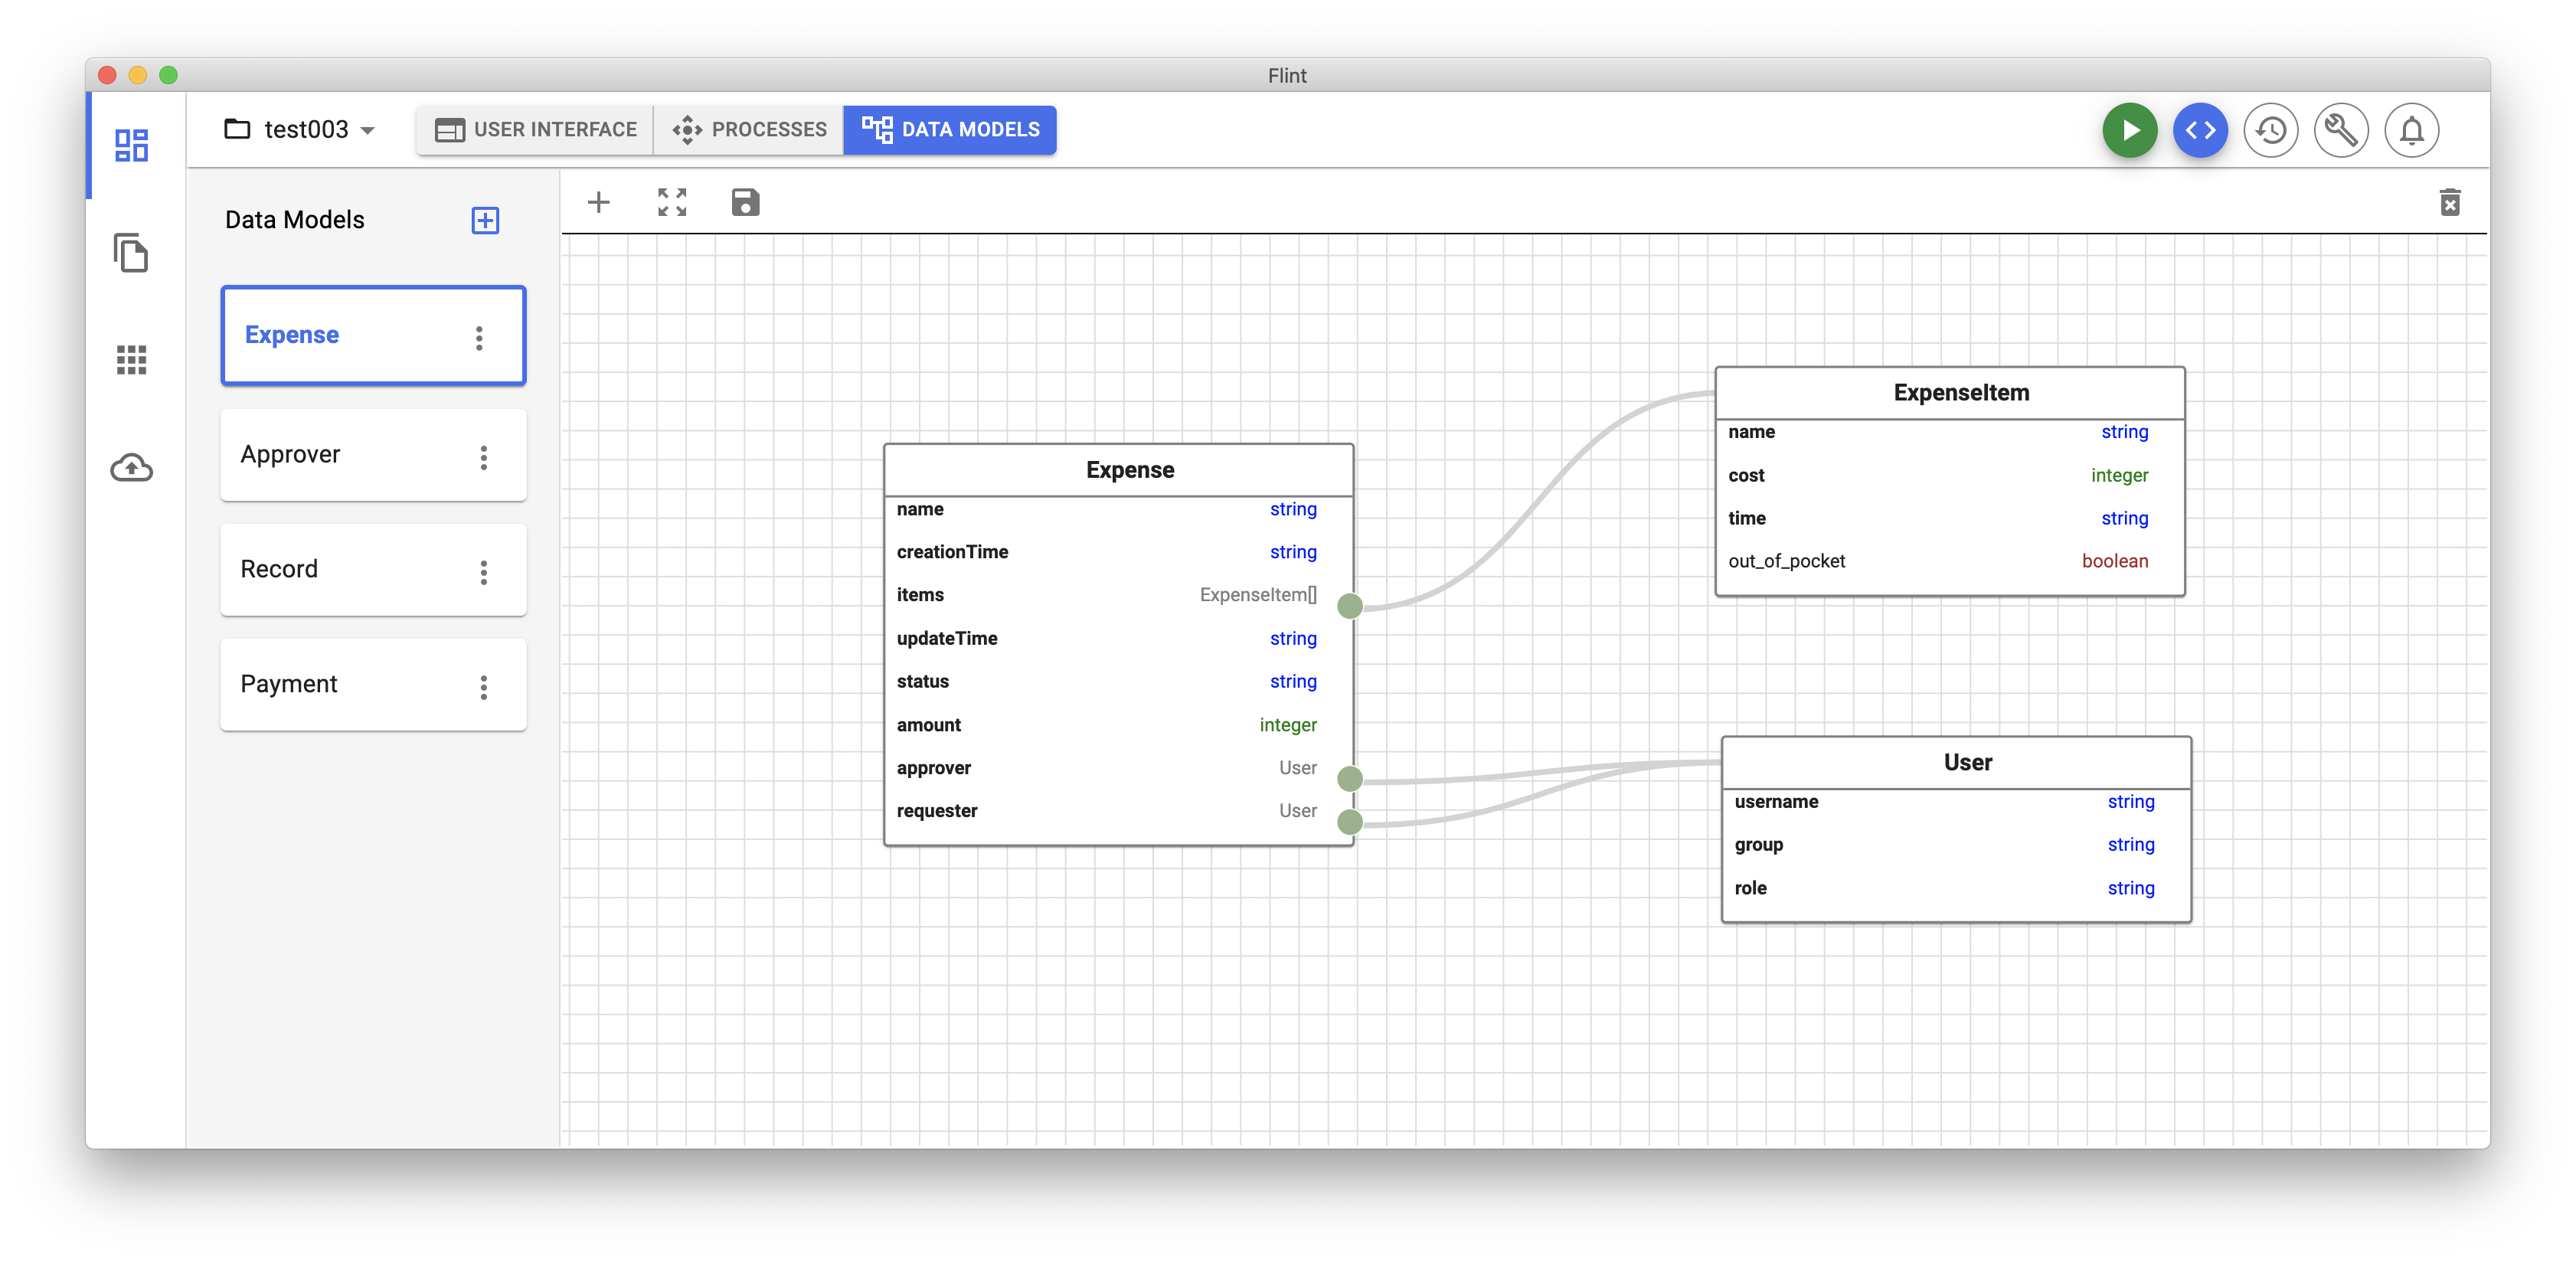 Flint
test003
USER INTERFACE
PROCESSES
DATA MODELS
Data Models
Expense
Approver
Record
Payment
Expense
name string
creationTime string
items ExpenseItem[]
updateTime string
status string
amount integer
approver User
requester User
ExpenseItem
name string
cost integer
time string
out_of_pocket boolean
User
username string
group string
role string